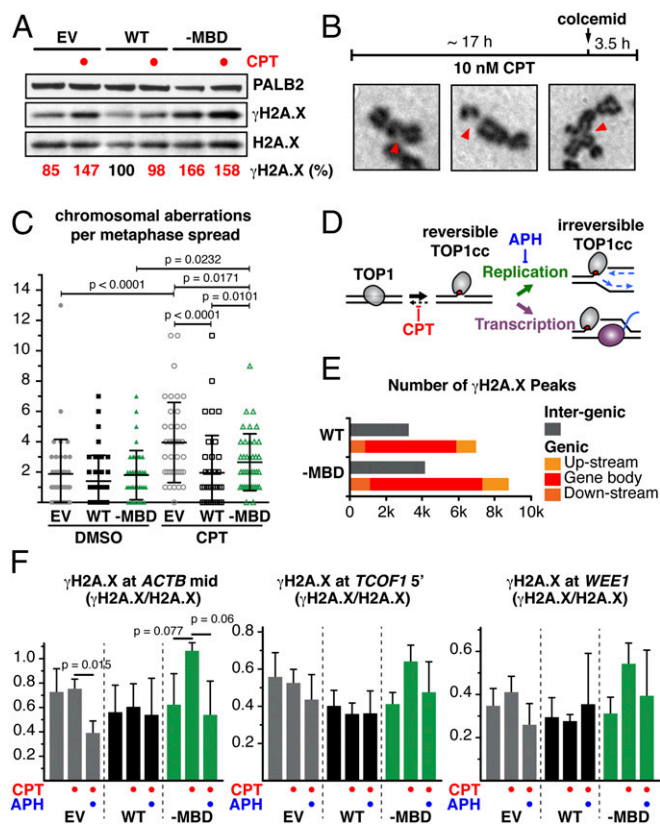 A
EV WT -MBD
CPT
PALB2
γH2A.X
H2A.X
85 147 100 98 166 158 γH2A.X (%)
B
colcemid
~ 17 h 3.5 h
10 nM CPT
C
chromosomal aberrations
per metaphase spread
p = 0.0232
p = 0.0171
p < 0.0001
p = 0.0101
p <0.0001
14
12
10
8
6
4
2
0
EV WT -MBD EV WT -MBD
DMSO CPT
D
reversible
TOP1cc
irreversible
TOP1cc
APH
TOP1
Replication
CPT
Transcription
E
Number of γH2A.X Peaks
WT
-MBD
0 2k 4k 6k 8k 10k
Inter-genic
Genic
Up-stream
Gene body
Down-stream
F
γH2A.X at ACTB mid
(γH2A.X/H2A.X)
p = 0.06
p = 0.077
p = 0.015
1.0
0.8
0.6
0.4
0.2
CPT
APH
EV WT -MBD
γH2A.X at TCOF1 5'
(γH2A.X/H2A.X)
0.8
0.6
0.4
0.2
CPT
APH
EV WT -MBD
γH2A.X at WEE1
(γH2A.X/H2A.X)
0.6
0.4
0.2
CPT
APH
EV WT -MBD